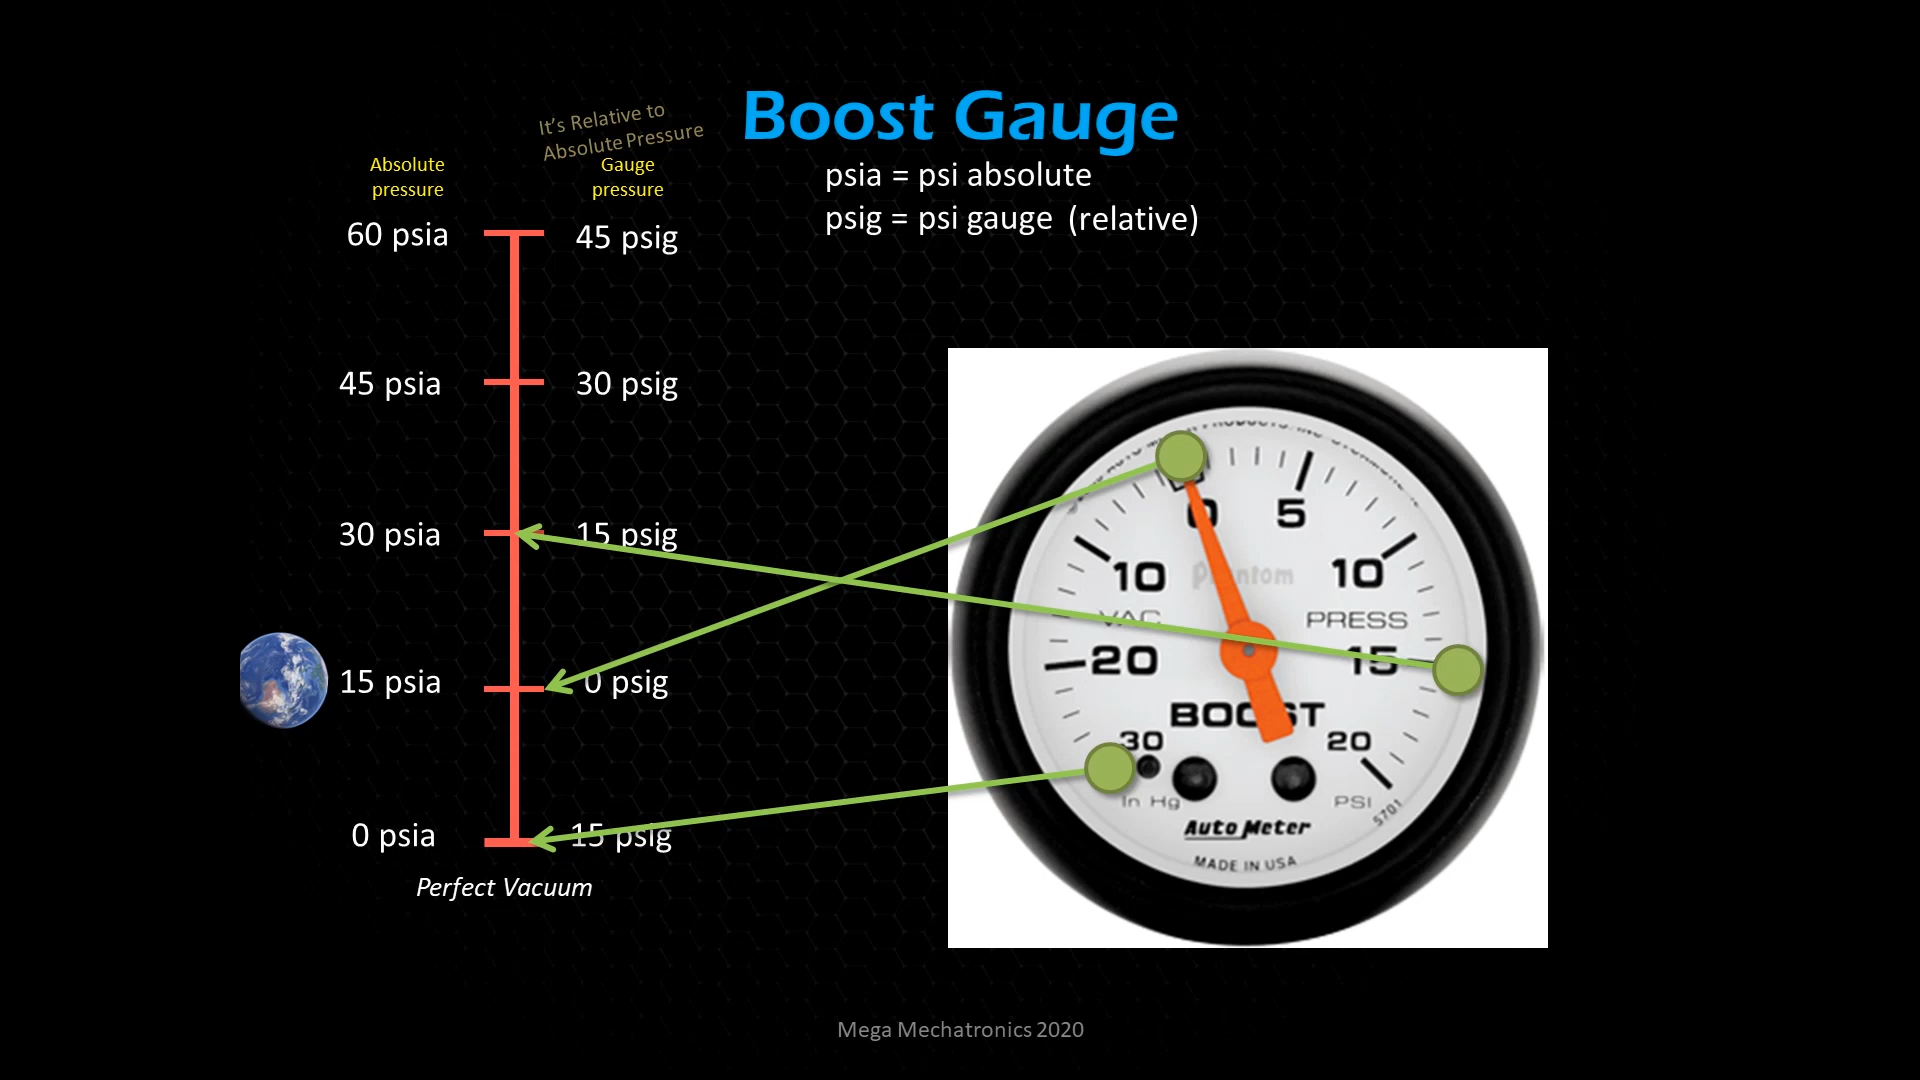 Boost Gauge
It's Relative to
Absolute Pressure
Absolute
pressure
Gauge
pressure
psia = psi absolute
psig = psi gauge (relative)
60 psia
45 psig
45 psia
30 psig
30 psia
15 psig
15 psia
0 psig
0 psia
15 psig
Perfect Vacuum
0
5
10
10
Phantom
VAC
PRESS
20
15
BOOST
30
20
In Hg
PSI
5701
Auto Meter
MADE IN USA
Mega Mechatronics 2020